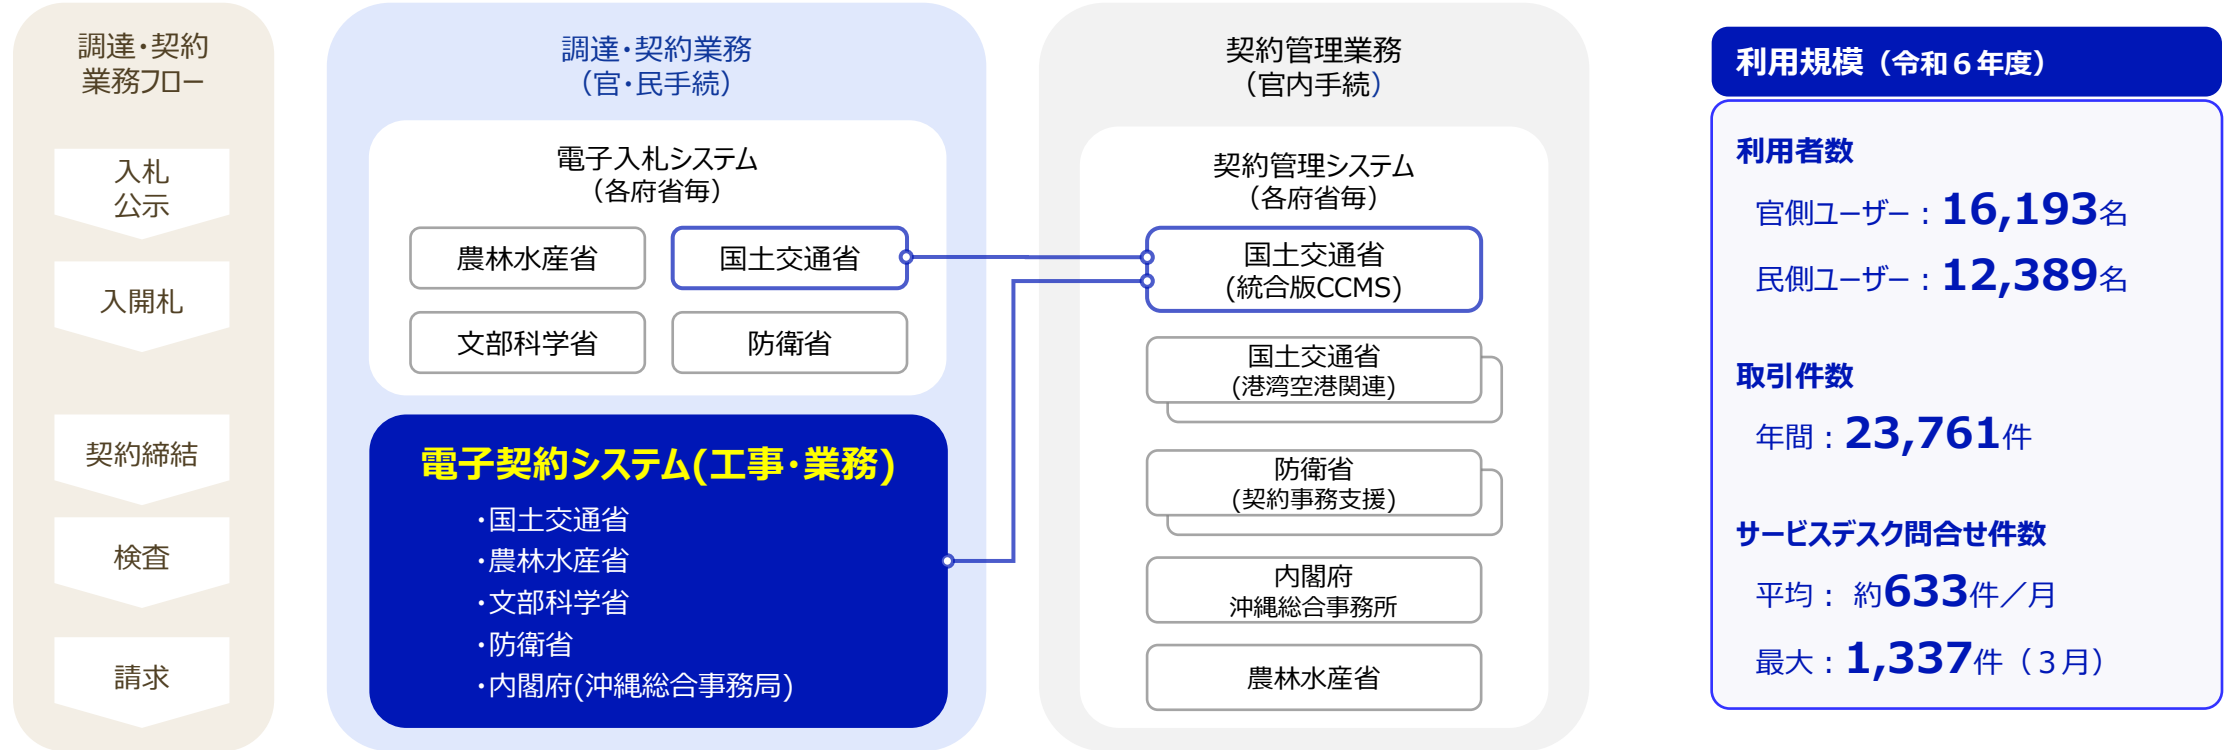 調達・契約
業務フロー
入札
公示
入開札
契約締結
検査
請求
調達・契約業務
（官・民手続）
電子入札システム
（各府省毎）
農林水産省
国土交通省
文部科学省
防衛省
電子契約システム(工事・業務)
・国土交通省
・農林水産省
・文部科学省
・防衛省
・内閣府(沖縄総合事務局)
契約管理業務
（官内手続）
契約管理システム
（各府省毎）
国土交通省
(統合版CCMS)
国土交通省
(港湾空港関連)
防衛省
(契約事務支援)
内閣府
沖縄総合事務所
農林水産省
利用規模（令和６年度）
利用者数
官側ユーザー：16,193名
民側ユーザー：12,389名
取引件数
年間：23,761件
サービスデスク問合せ件数
平均： 約633件／月
最大：1,337件（３月）